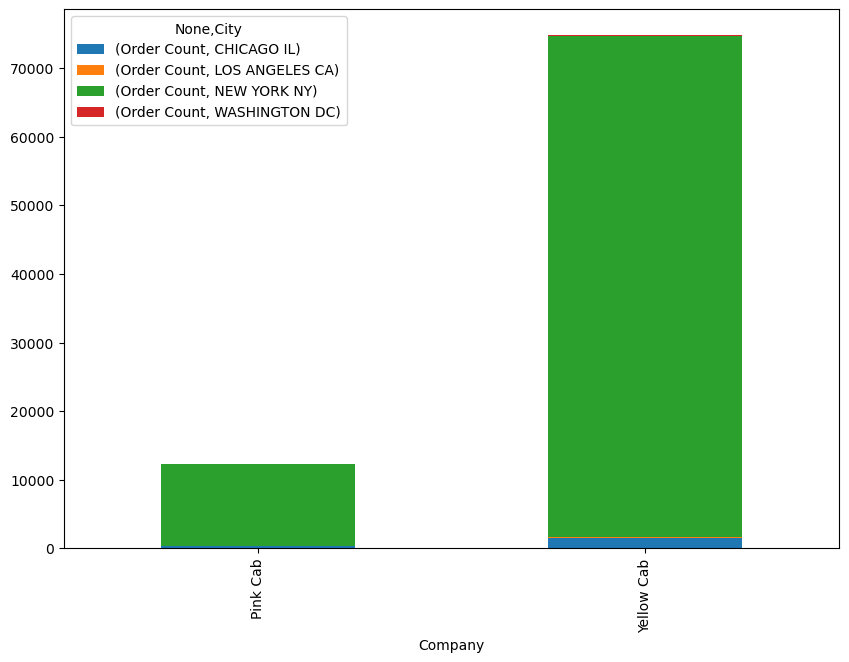 None,City
(Order Count, CHICAGO IL)
(Order Count, LOS ANGELES CA)
(Order Count, NEW YORK NY)
(Order Count, WASHINGTON DC)
70000
60000
50000
40000
30000
20000
10000
0
Pink Cab
Yellow Cab
Company